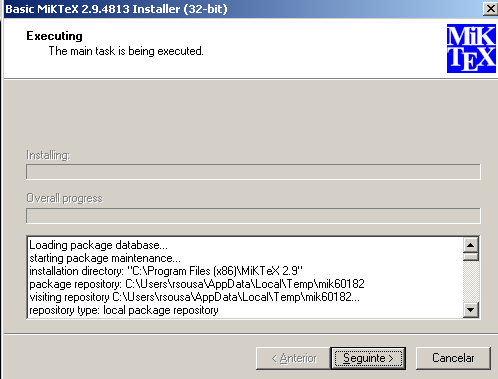 Basic MiKTeX 2.9.4813 Installer (32-bit)
Executing
The main task is being executed.
MiK
TEX
Installing:
Overall progress
Loading package database...
starting package maintenance...
installation directory: "C:\Program Files (x86)\MiKTeX 2.9"
package repository: C:\Users\rsousa\AppData\Local\Temp\mik60182
visiting repository C:\Users\rsousa\AppData\Local\Temp\mik60182...
repository type: local package repository
< Anterior
Seguinte >
Cancelar